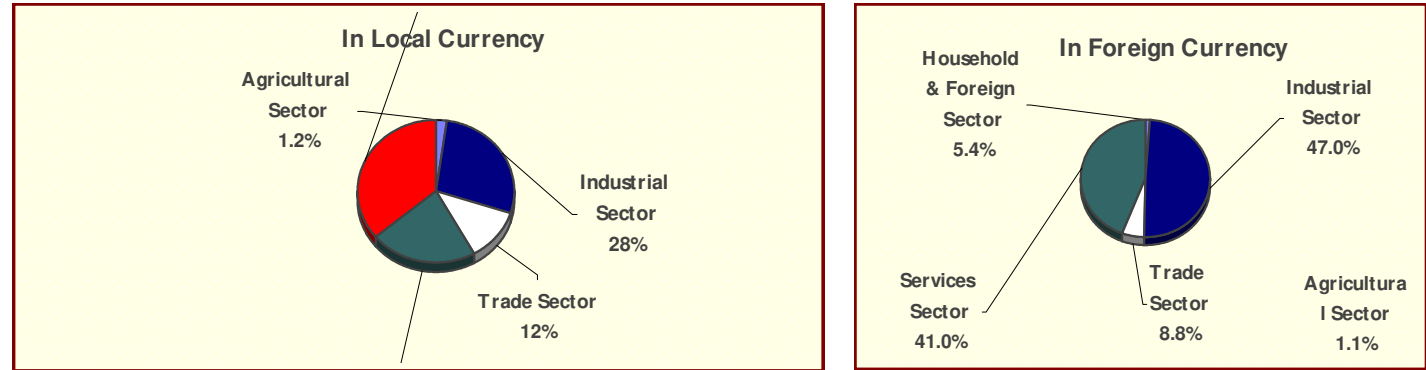 In Local Currency
Agricultural
Sector
1.2%
Industrial
Sector
28%
Trade Sector
12%
In Foreign Currency
Household
& Foreign
Sector
5.4%
Industrial
Sector
47.0%
Services
Sector
41.0%
Trade
Sector
8.8%
Agricultura
l Sector
1.1%